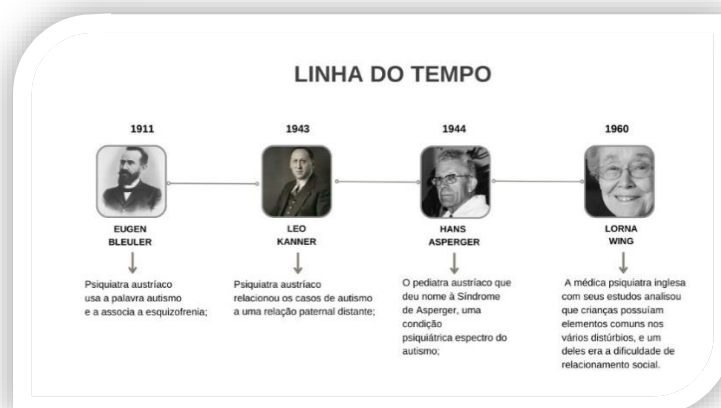 LINHA DO TEMPO
1911
1943
1944
1960
EUGEN
BLEULER
LEO
KANNER
HANS
ASPERGER
LORNA
WING
Psiquiatra austríaco
usa a palavra autismo
e a associa a esquizofrenia;
Psiquiatra austríaco
relacionou os casos de autismo
a uma relação paternal distante;
O pediatra austríaco que
deu nome à Síndrome
de Asperger, uma
condição
psiquiátrica espectro do
autismo;
A médica psiquiatra inglesa
com seus estudos analisou
que crianças possuíam
elementos comuns nos
vários distúrbios, e um
deles era a dificuldade de
relacionamento social.